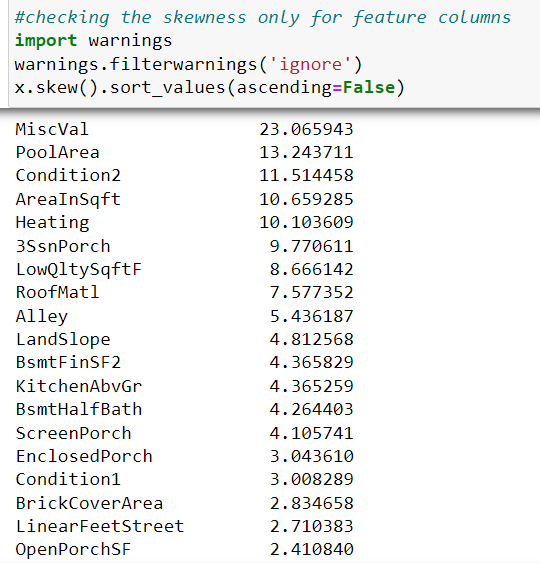 #checking the skewness only for feature columns
import warnings
warnings.filterwarnings('ignore')
x.skew().sort_values(ascending=False)
MiscVal 23.065943
PoolArea 13.243711
Condition2 11.514458
AreaInSqft 10.659285
Heating 10.103609
3SsnPorch 9.770611
LowQltySqftF 8.666142
RoofMatl 7.577352
Alley 5.436187
LandSlope 4.812568
BsmtFinSF2 4.365829
KitchenAbvGr 4.365259
BsmtHalfBath 4.264403
ScreenPorch 4.105741
EnclosedPorch 3.043610
Condition1 3.008289
BrickCoverArea 2.834658
LinearFeetStreet 2.710383
OpenPorchSF 2.410840